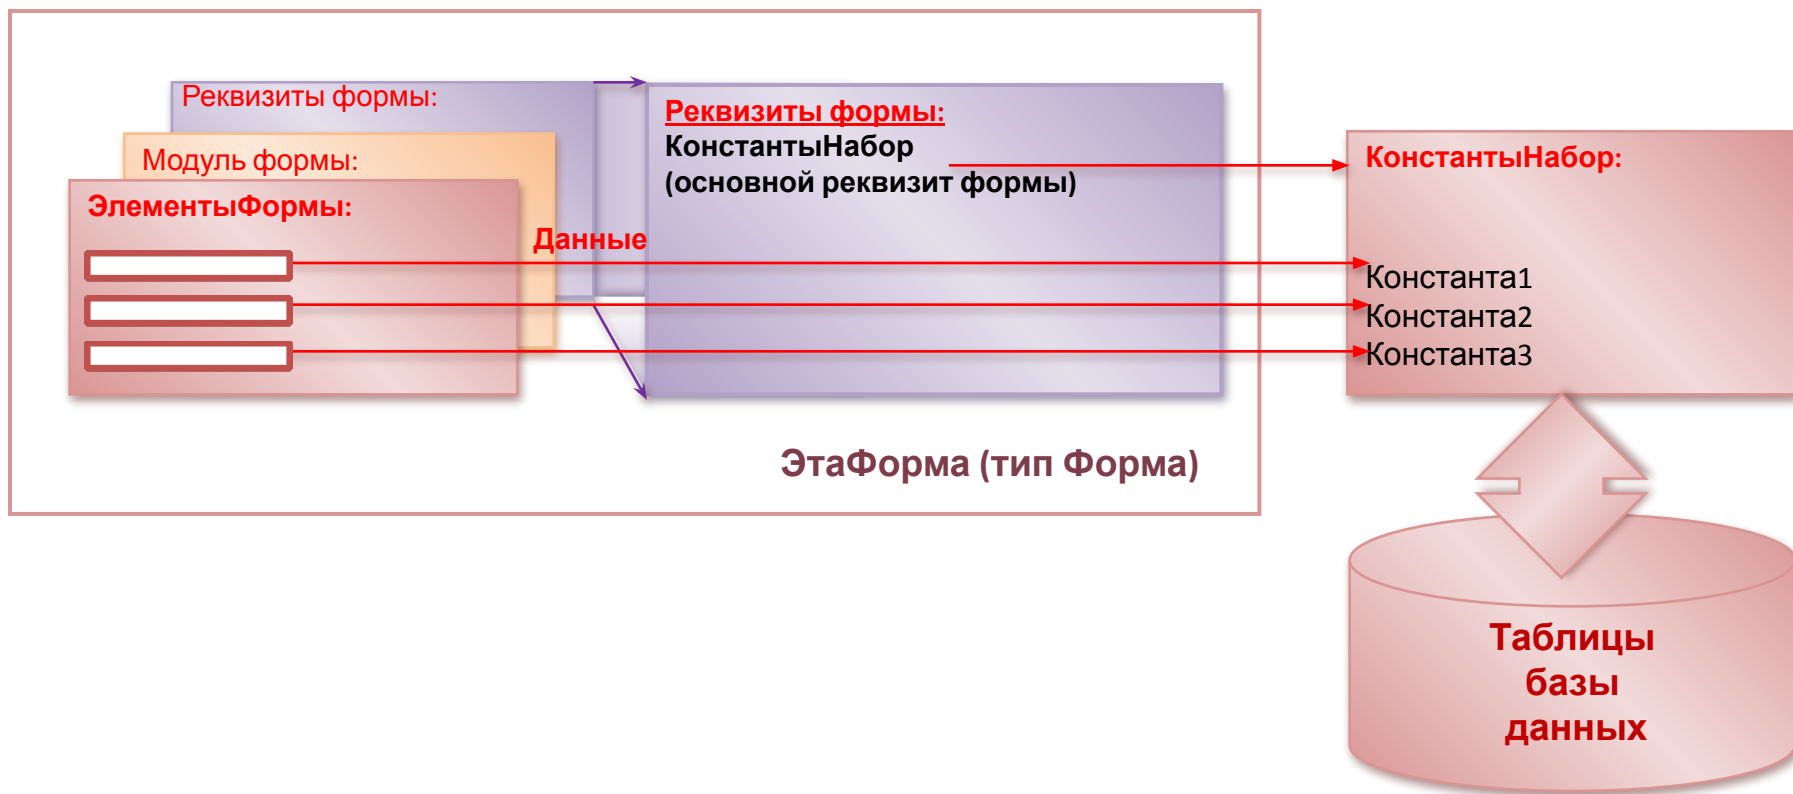 Реквизиты формы:
Модуль формы:
ЭлементыФормы:
Данные
Реквизиты формы:
КонстантыНабор
(основной реквизит формы)
КонстантыНабор:
Константа1
Константа2
Константа3
ЭтаФорма (тип Форма)
Таблицы
базы
данных